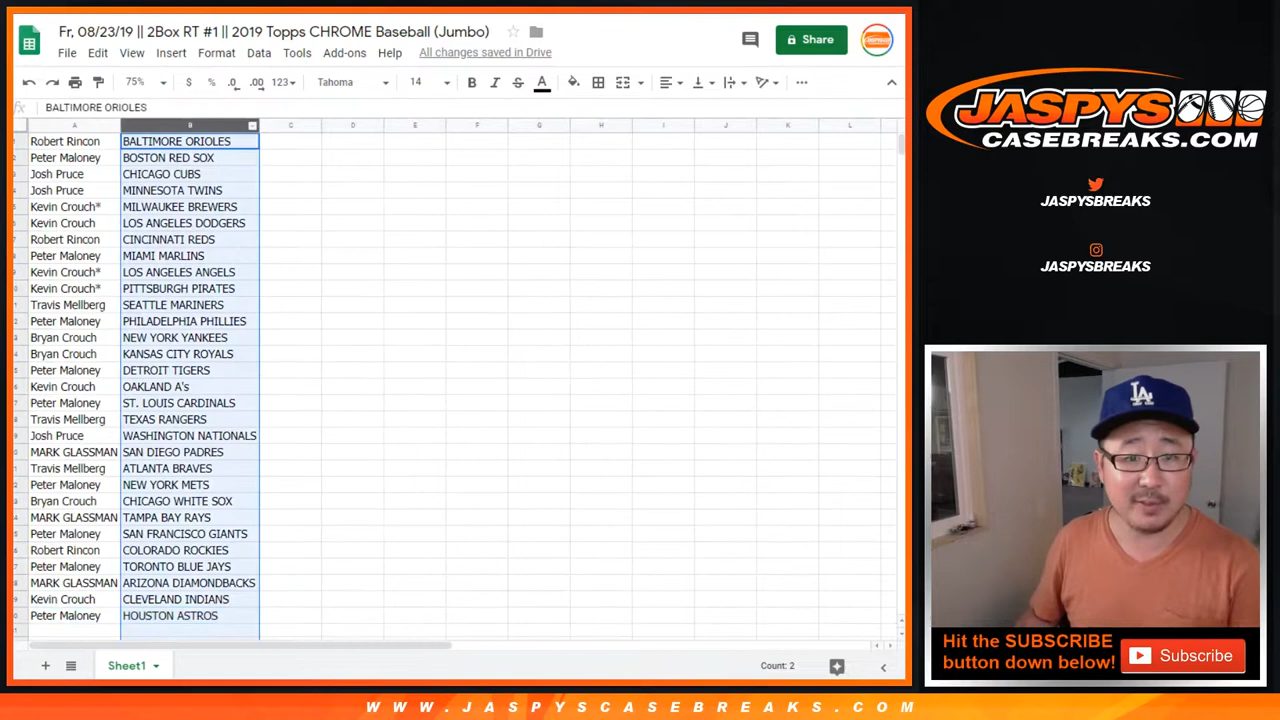 Fr, 08/23/19 || 2Box RT #1 || 2019 Topps CHROME Baseball (Jumbo)
File Edit View Insert Format Data Tools Add-ons Help All changes saved in Drive
Share
75% $ % .0 .00 123 Tahoma 14 B I S A
fx BALTIMORE ORIOLES
A B C D E F G H I J K L
Robert Rincon BALTIMORE ORIOLES
Peter Maloney BOSTON RED SOX
Josh Pruce CHICAGO CUBS
Josh Pruce MINNESOTA TWINS
Kevin Crouch* MILWAUKEE BREWERS
Kevin Crouch LOS ANGELES DODGERS
Robert Rincon CINCINNATI REDS
Peter Maloney MIAMI MARLINS
Kevin Crouch* LOS ANGELES ANGELS
Kevin Crouch* PITTSBURGH PIRATES
Travis Mellberg SEATTLE MARINERS
Peter Maloney PHILADELPHIA PHILLIES
Bryan Crouch NEW YORK YANKEES
Bryan Crouch KANSAS CITY ROYALS
Peter Maloney DETROIT TIGERS
Kevin Crouch OAKLAND A's
Peter Maloney ST. LOUIS CARDINALS
Travis Mellberg TEXAS RANGERS
Josh Pruce WASHINGTON NATIONALS
MARK GLASSMAN SAN DIEGO PADRES
Travis Mellberg ATLANTA BRAVES
Peter Maloney NEW YORK METS
Bryan Crouch CHICAGO WHITE SOX
MARK GLASSMAN TAMPA BAY RAYS
Peter Maloney SAN FRANCISCO GIANTS
Robert Rincon COLORADO ROCKIES
Peter Maloney TORONTO BLUE JAYS
MARK GLASSMAN ARIZONA DIAMONDBACKS
Kevin Crouch CLEVELAND INDIANS
Peter Maloney HOUSTON ASTROS
Sheet1
Count: 2
JASPYS
CASEBREAKS.COM
JASPYSBREAKS
JASPYSBREAKS
LA
Hit the SUBSCRIBE
button down below!
Subscribe
WWW.JASPYSCASEBREAKS.COM